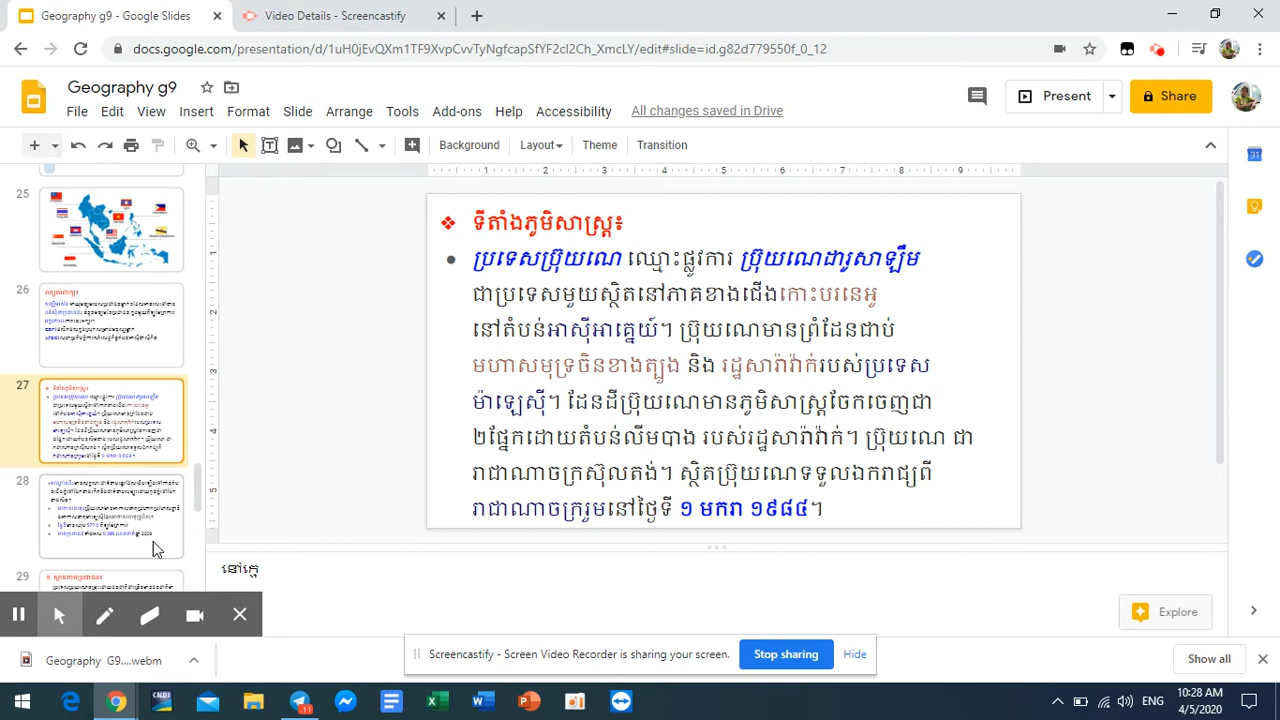 Geography g9 - Google Slides
Video Details - Screencastify
docs.google.com/presentation/d/1uH0jEvQXm1TF9XvpCvvTyNgfcapSfYF2cl2Ch_XmcLY/edit#slide=id.g82d779550f_0_12
Geography g9
File Edit View Insert Format Slide Arrange Tools Add-ons Help Accessibility All changes saved in Drive
Present
Share
Background Layout Theme Transition
1 2 3 4 5 6 7 8 9
25
26
27
28
29
ទីតាំងភូមិសាស្ត្រ៖
ប្រទេសប្រ៊ុយណេ ឈ្មោះផ្លូវការ ប្រ៊ុយណេដារូសាឡឹម
ជាប្រទេសមួយស្ថិតនៅភាគខាងជើងកោះបរនេអូ
នៅតំបន់អាស៊ីអាគ្នេយ៍។ ប្រ៊ុយណេមានព្រំដែនជាប់
មហាសមុទ្រចិនខាងត្បូង និង រដ្ឋសារ៉ាវ៉ាក់របស់ប្រទេស
ម៉ាឡេស៊ី។ ដែនដីប្រ៊ុយណេមានភូមិសាស្ត្រចែកចេញជា
២ផ្នែកដោយតំបន់លីមបាង របស់រដ្ឋសារ៉ាវ៉ាក់។ ប្រ៊ុយណេ ជា
រាជាណាចក្រស៊ុលតង់។ ស្ថិតប្រ៊ុយណេទទួលឯករាជ្យពី
រាជាណាចក្ររួមនៅថ្ងៃទី ១ មករា ១៩៨៤។
Explore
Geography G9....webm
Screencastify - Screen Video Recorder is sharing your screen.
Stop sharing
Hide
Show all
ENG
10:28 AM
4/5/2020